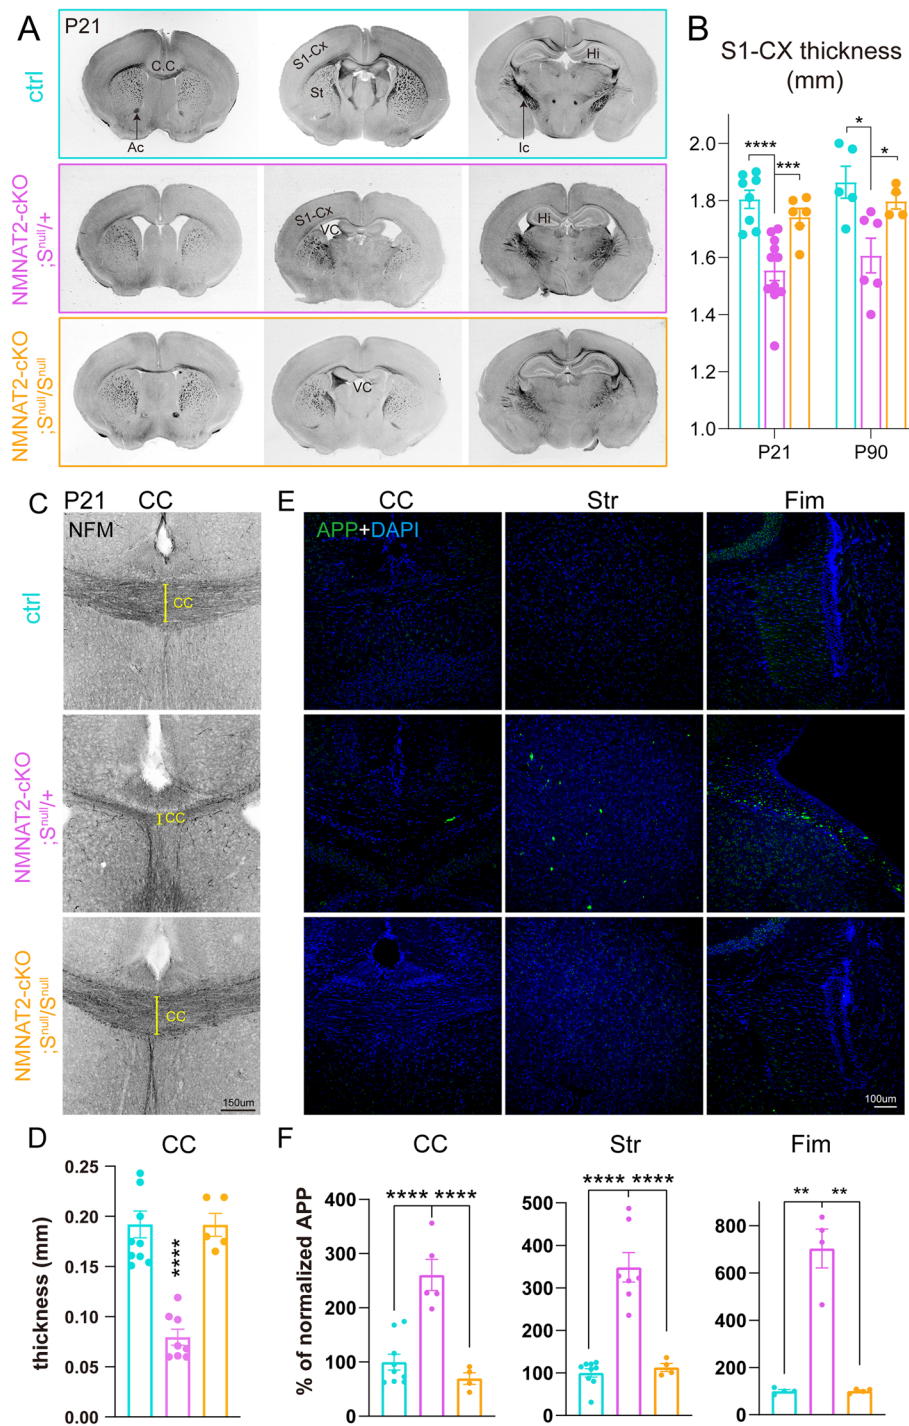 A
P21
ctrl
C.C.
Ac
S1-Cx
St
Hi
Ic
NMNAT2-cKO
;Snull/+
S1-Cx
VC
Hi
NMNAT2-cKO
;Snull/Snull
VC
B
S1-CX thickness
(mm)
2.0
1.8
1.6
1.4
1.2
1.0
****
***
*
*
P21
P90
C
P21
CC
NFM
ctrl
CC
NMNAT2-cKO
;Snull/+
CC
NMNAT2-cKO
;Snull/Snull
CC
150um
E
CC
Str
Fim
APP+DAPI
100um
D
CC
thickness (mm)
0.25
0.20
0.15
0.10
0.05
0.00
****
F
% of normalized APP
CC
400
300
200
100
0
**** ****
Str
500
400
300
200
100
0
**** ****
Fim
800
600
400
200
0
** **